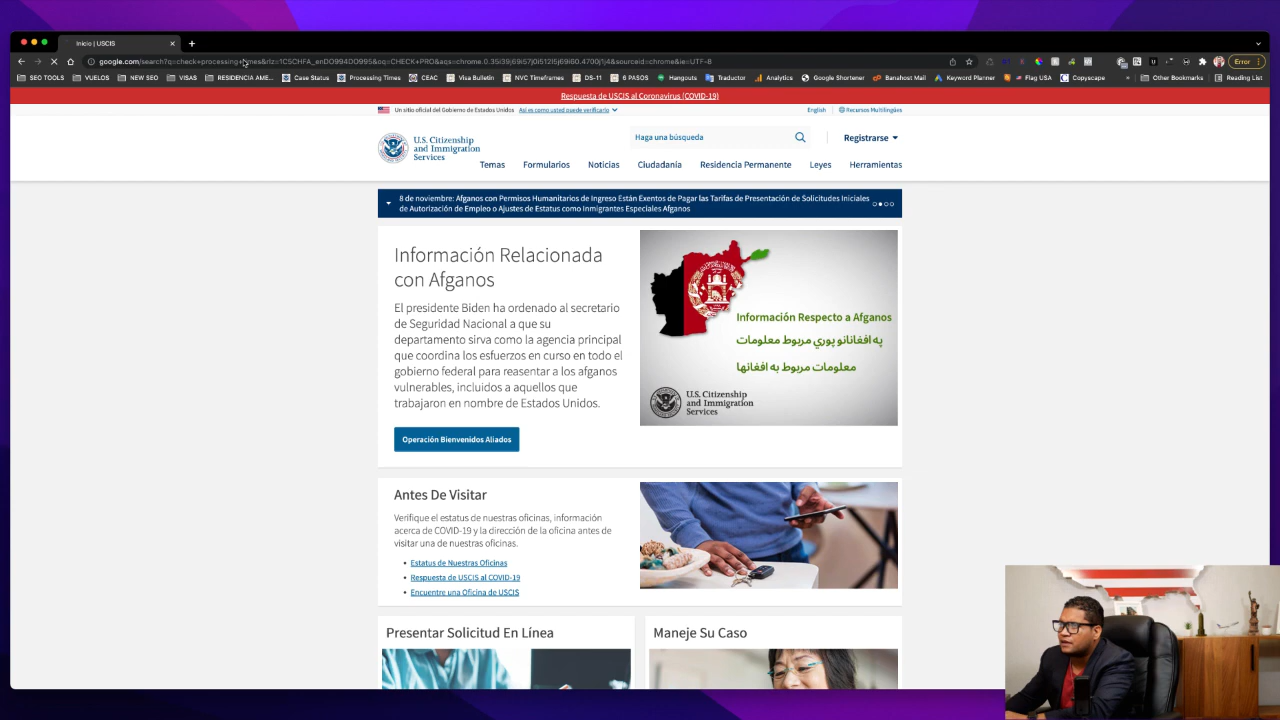 Inicio | USCIS
google.com/search?q=check+processing+times&rlz=1C5CHFA_enDO994DO995&oq=CHECK+PRO&aqs=chrome.0.35i39j69i57j0i512l5j69i60.4700j1j4&sourceid=chrome&ie=UTF-8
Error
SEO TOOLS VUELOS NEW SEO VISAS RESIDENCIA AME... Case Status Processing Times CEAC Visa Bulletin NVC Timeframes DS-11 6 PASOS Hangouts Traductor Analytics Google Shortener Banahost Mail Keyword Planner Flag USA Copyscape Other Bookmarks Reading List
Respuesta de USCIS al Coronavirus (COVID-19)
Un sitio oficial del Gobierno de Estados Unidos Así es como usted puede verificarlo
English Recursos Multilingües
U.S. Citizenship
and Immigration
Services
Haga una búsqueda
Registrarse
Temas Formularios Noticias Ciudadanía Residencia Permanente Leyes Herramientas
8 de noviembre: Afganos con Permisos Humanitarios de Ingreso Están Exentos de Pagar las Tarifas de Presentación de Solicitudes Iniciales
de Autorización de Empleo o Ajustes de Estatus como Inmigrantes Especiales Afganos
Información Relacionada
con Afganos
El presidente Biden ha ordenado al secretario
de Seguridad Nacional a que su
departamento sirva como la agencia principal
que coordina los esfuerzos en curso en todo el
gobierno federal para reasentar a los afganos
vulnerables, incluidos a aquellos que
trabajaron en nombre de Estados Unidos.
Operación Bienvenidos Aliados
Información Respecto a Afganos
په افغانانو پورې مربوط معلومات
معلومات مربوط به افغانها
U.S. Citizenship
and Immigration
Services
Antes De Visitar
Verifique el estatus de nuestras oficinas, información
acerca de COVID-19 y la dirección de la oficina antes de
visitar una de nuestras oficinas.
Estatus de Nuestras Oficinas
Respuesta de USCIS al COVID-19
Encuentre una Oficina de USCIS
Presentar Solicitud En Línea
Maneje Su Caso